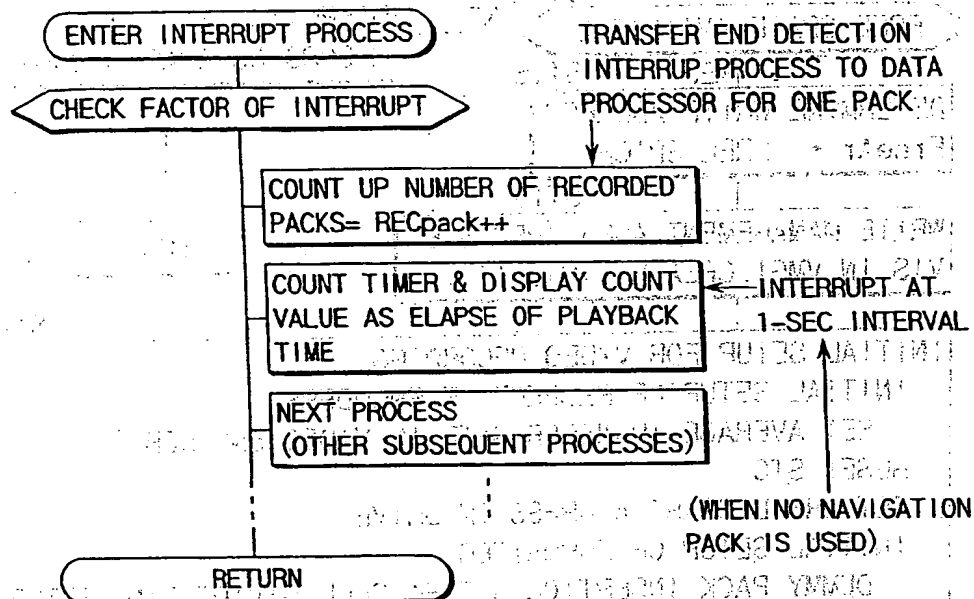 ENTER INTERRUPT PROCESS
CHECK FACTOR OF INTERRUPT
TRANSFER END DETECTION
INTERRUP PROCESS TO DATA
PROCESSOR FOR ONE PACK
COUNT UP NUMBER OF RECORDED
PACKS= RECpack++
COUNT TIMER & DISPLAY COUNT
VALUE AS ELAPSE OF PLAYBACK
TIME
INTERRUPT AT
1-SEC INTERVAL
NEXT PROCESS
(OTHER SUBSEQUENT PROCESSES)
(WHEN NO NAVIGATION
PACK IS USED)
RETURN